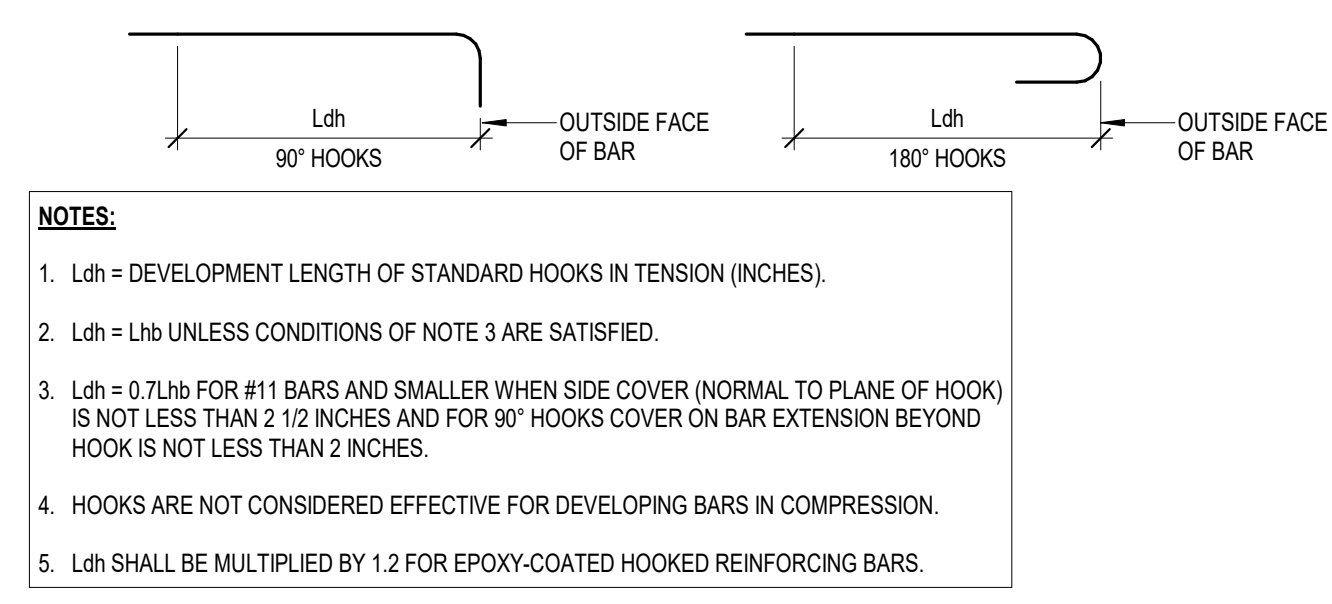 Ldh
90° HOOKS
OUTSIDE FACE
OF BAR
Ldh
180° HOOKS
OUTSIDE FACE
OF BAR
NOTES:
1. Ldh = DEVELOPMENT LENGTH OF STANDARD HOOKS IN TENSION (INCHES).
2. Ldh = Lhb UNLESS CONDITIONS OF NOTE 3 ARE SATISFIED.
3. Ldh = 0.7Lhb FOR #11 BARS AND SMALLER WHEN SIDE COVER (NORMAL TO PLANE OF HOOK)
IS NOT LESS THAN 2 1/2 INCHES AND FOR 90° HOOKS COVER ON BAR EXTENSION BEYOND
HOOK IS NOT LESS THAN 2 INCHES.
4. HOOKS ARE NOT CONSIDERED EFFECTIVE FOR DEVELOPING BARS IN COMPRESSION.
5. Ldh SHALL BE MULTIPLIED BY 1.2 FOR EPOXY-COATED HOOKED REINFORCING BARS.